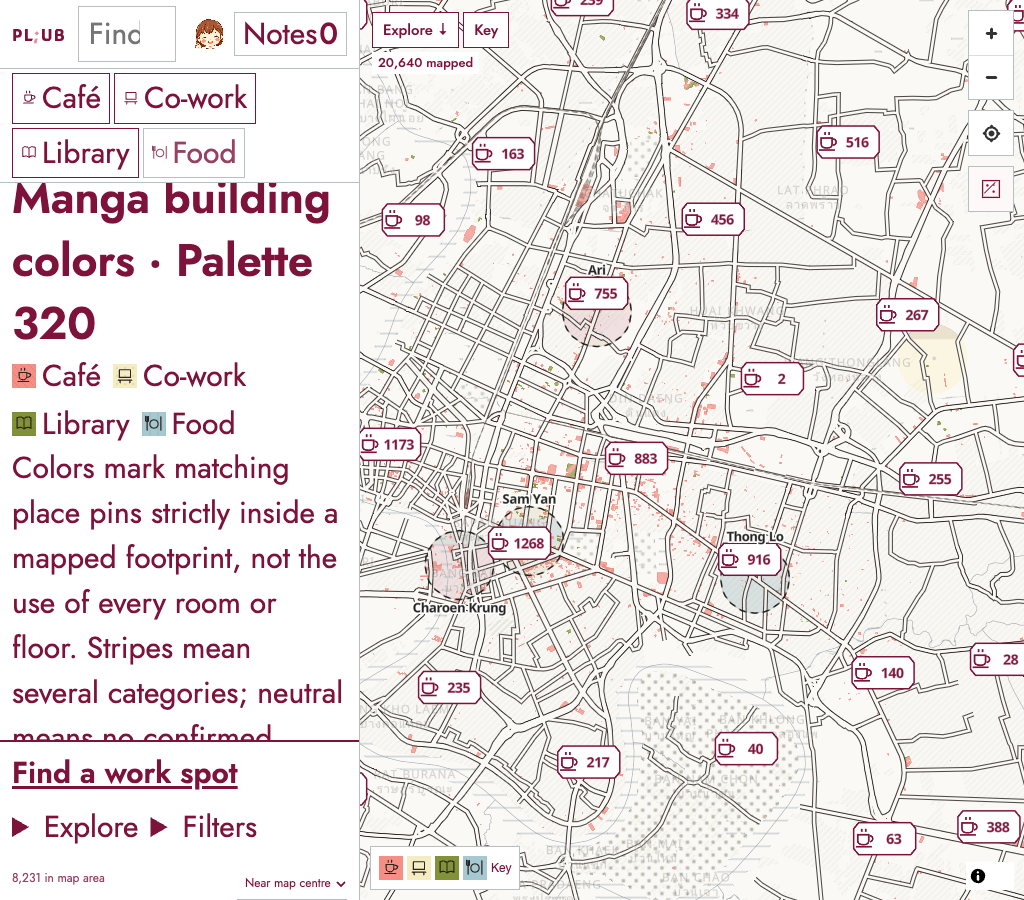 PL;UB
Find
Notes 0
Café
Co-work
Library
Food
Manga building
colors · Palette
320
Café
Co-work
Library
Food
Colors mark matching
place pins strictly inside a
mapped footprint, not the
use of every room or
floor. Stripes mean
several categories; neutral
means no confirmed
Find a work spot
Explore
Filters
8,231 in map area
Near map centre
Explore ↓
Key
20,640 mapped
239
334
163
516
98
456
LAT PHRAO
ลาดพร้าว
Ari
755
267
2
1173
883
255
Sam Yan
1268
Thong Lo
916
Charoen Krung
28
140
235
40
217
388
63
Key